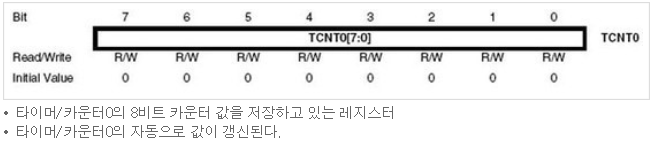 Bit 7 6 5 4 3 2 1 0
TCNT0[7:0] TCNT0
Read/Write R/W R/W R/W R/W R/W R/W R/W R/W
Initial Value 0 0 0 0 0 0 0 0
• 타이머/카운터0의 8비트 카운터 값을 저장하고 있는 레지스터
• 타이머/카운터0의 자동으로 값이 갱신된다.